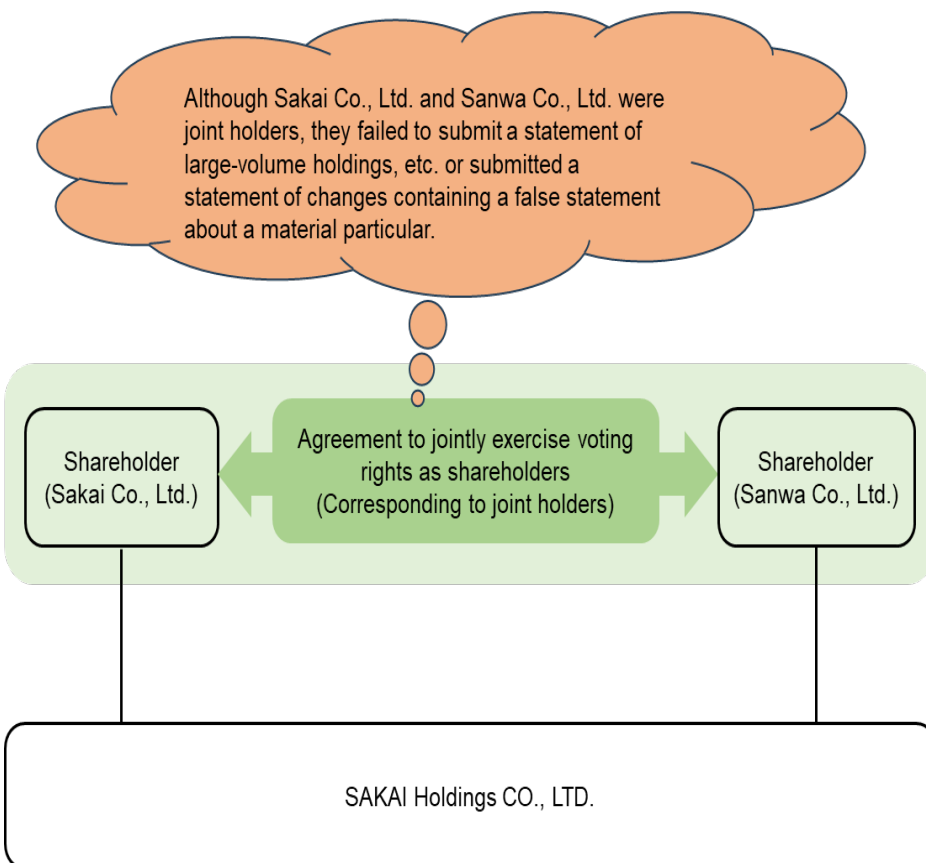 Although Sakai Co., Ltd. and Sanwa Co., Ltd. were
joint holders, they failed to submit a statement of
large-volume holdings, etc. or submitted a
statement of changes containing a false statement
about a material particular.
Shareholder
(Sakai Co., Ltd.)
Agreement to jointly exercise voting
rights as shareholders
(Corresponding to joint holders)
Shareholder
(Sanwa Co., Ltd.)
SAKAI Holdings CO., LTD.